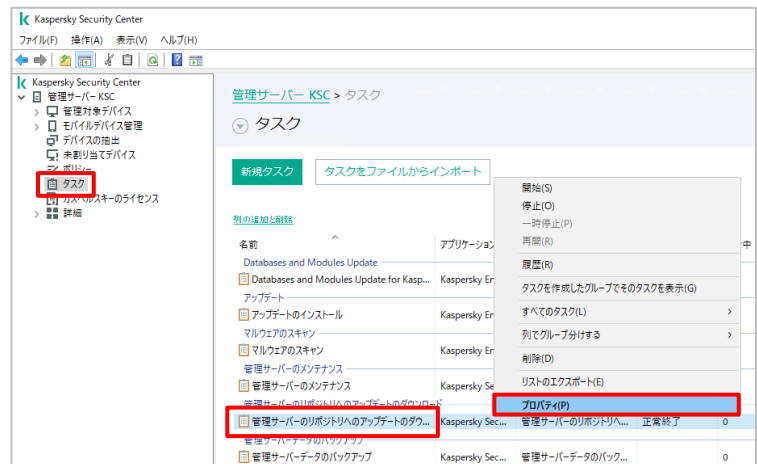 Kaspersky Security Center
ファイル(F) 操作(A) 表示(V) ヘルプ(H)
Kaspersky Security Center
管理サーバー KSC
管理対象デバイス
モバイルデバイス管理
デバイスの抽出
未割り当てデバイス
ポリシー
タスク
カスペルスキーのライセンス
詳細
管理サーバー KSC > タスク
タスク
新規タスク タスクをファイルからインポート
列の追加と削除
名前 アプリケーション 中
Databases and Modules Update
Databases and Modules Update for Kasp... Kaspersky En
アップデート
アップデートのインストール Kaspersky En
マルウェアのスキャン
マルウェアのスキャン Kaspersky En
管理サーバーのメンテナンス
管理サーバーのメンテナンス Kaspersky Se
管理サーバーのリポジトリへのアップデートのダウンロード
管理サーバーのリポジトリへのアップデートのダウ... Kaspersky Sec... 管理サーバーのリポジトリへ... 正常終了 0
管理サーバーデータのバックアップ
管理サーバーデータのバックアップ Kaspersky Sec... 管理サーバーデータのバック... 0
開始(S)
停止(O)
一時停止(P)
再開(R)
履歴(R)
タスクを作成したグループでそのタスクを表示(G)
すべてのタスク(L)
列でグループ分けする
削除(D)
リストのエクスポート(E)
プロパティ(P)